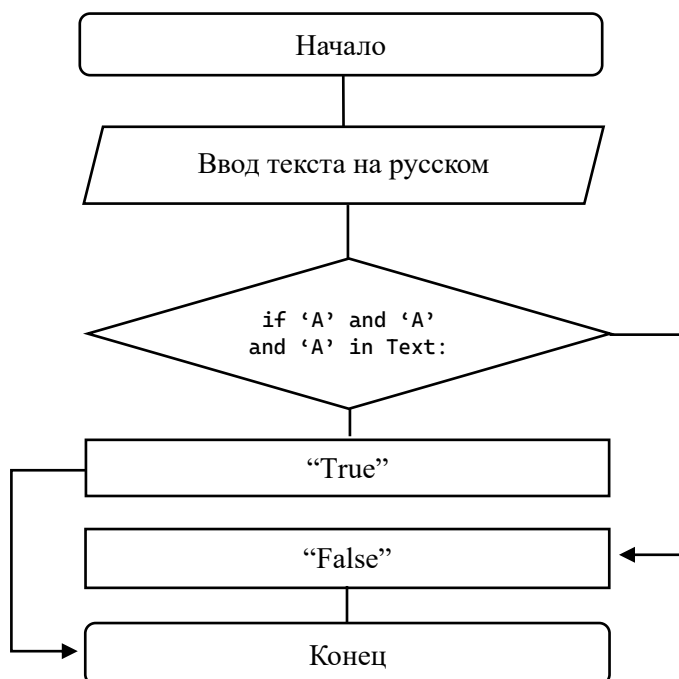 Начало
Ввод текста на русском
if ‘A’ and ‘A’
and ‘A’ in Text:
“True”
“False”
Конец